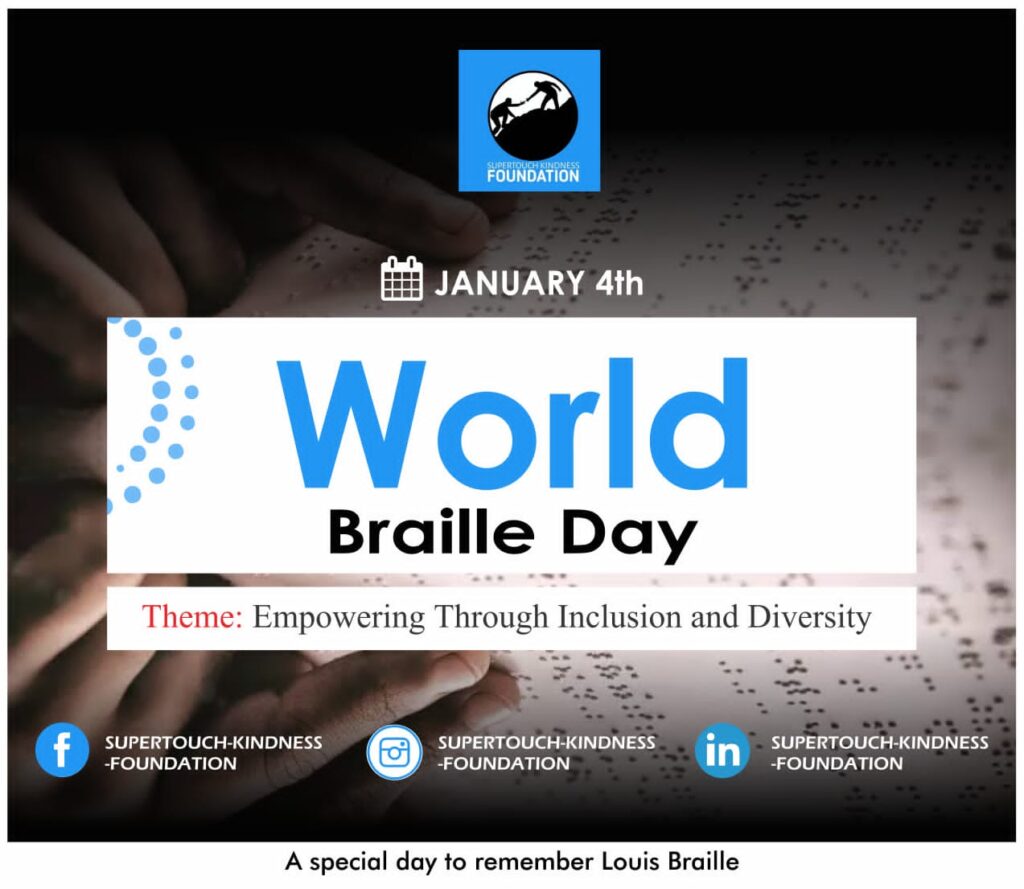 SUPERTOUCH KINDNESS
FOUNDATION
JANUARY 4th
World
Braille Day
Theme: Empowering Through Inclusion and Diversity
SUPERTOUCH-KINDNESS
-FOUNDATION
SUPERTOUCH-KINDNESS
-FOUNDATION
SUPERTOUCH-KINDNESS
-FOUNDATION
A special day to remember Louis Braille